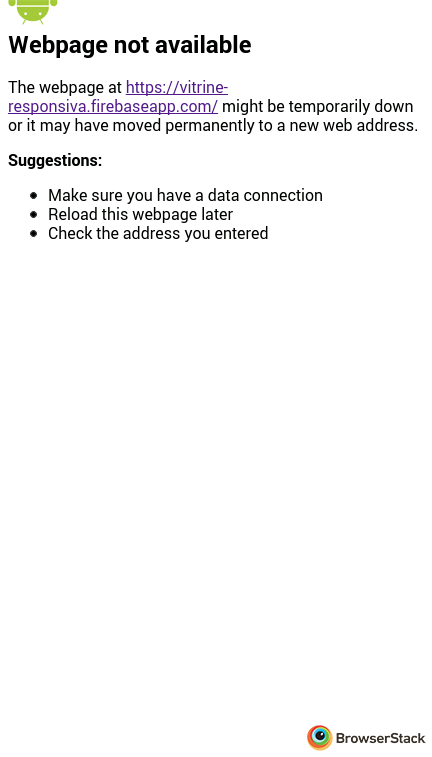 Webpage not available
The webpage at https://vitrine-
responsiva.firebaseapp.com/ might be temporarily down
or it may have moved permanently to a new web address.
Suggestions:
Make sure you have a data connection
Reload this webpage later
Check the address you entered
BrowserStack